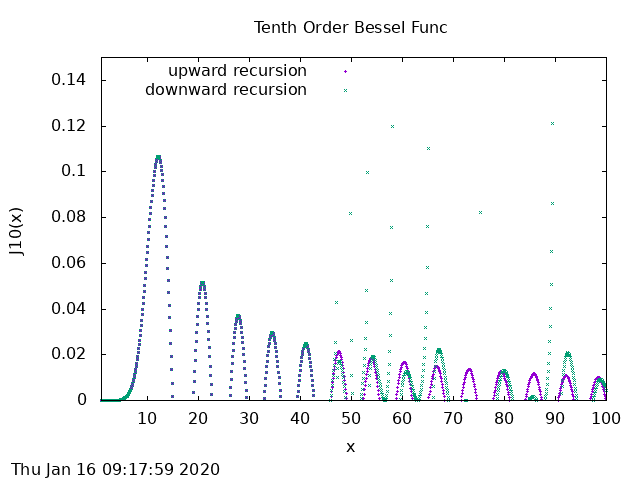 Tenth Order Bessel Func
upward recursion
downward recursion
0.14
0.12
0.1
0.08
0.06
0.04
0.02
0
J10(x)
10 20 30 40 50 60 70 80 90 100
x
Thu Jan 16 09:17:59 2020